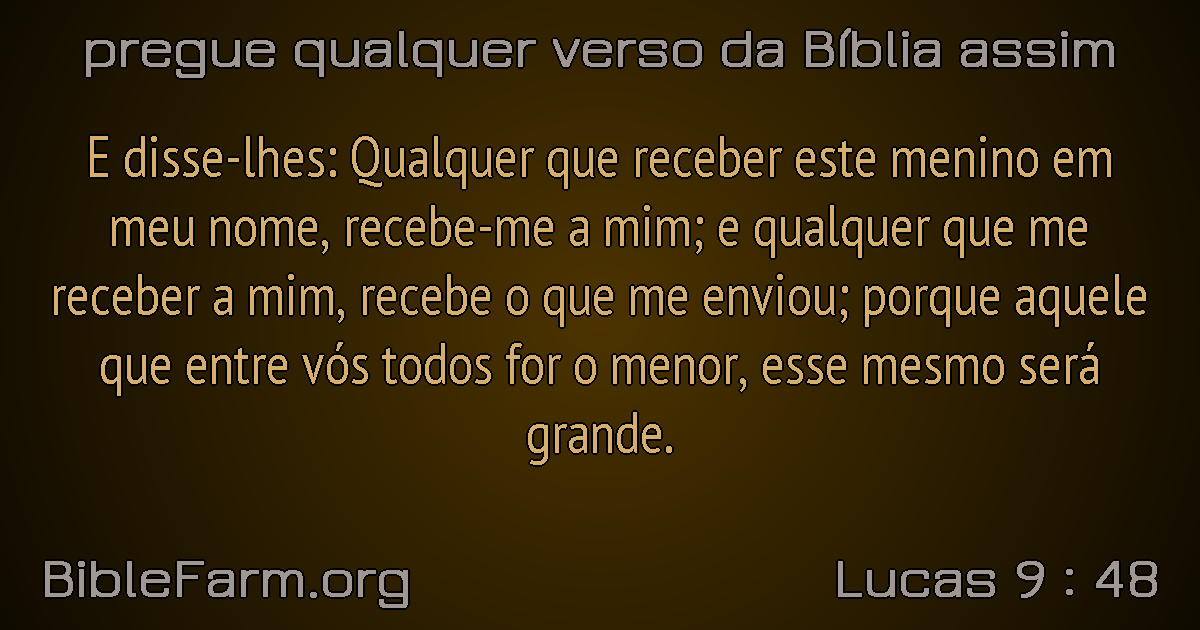 pregue qualquer verso da Bíblia assim
E disse-lhes: Qualquer que receber este menino em
meu nome, recebe-me a mim; e qualquer que me
receber a mim, recebe o que me enviou; porque aquele
que entre vós todos for o menor, esse mesmo será
grande.
BibleFarm.org
Lucas 9 : 48